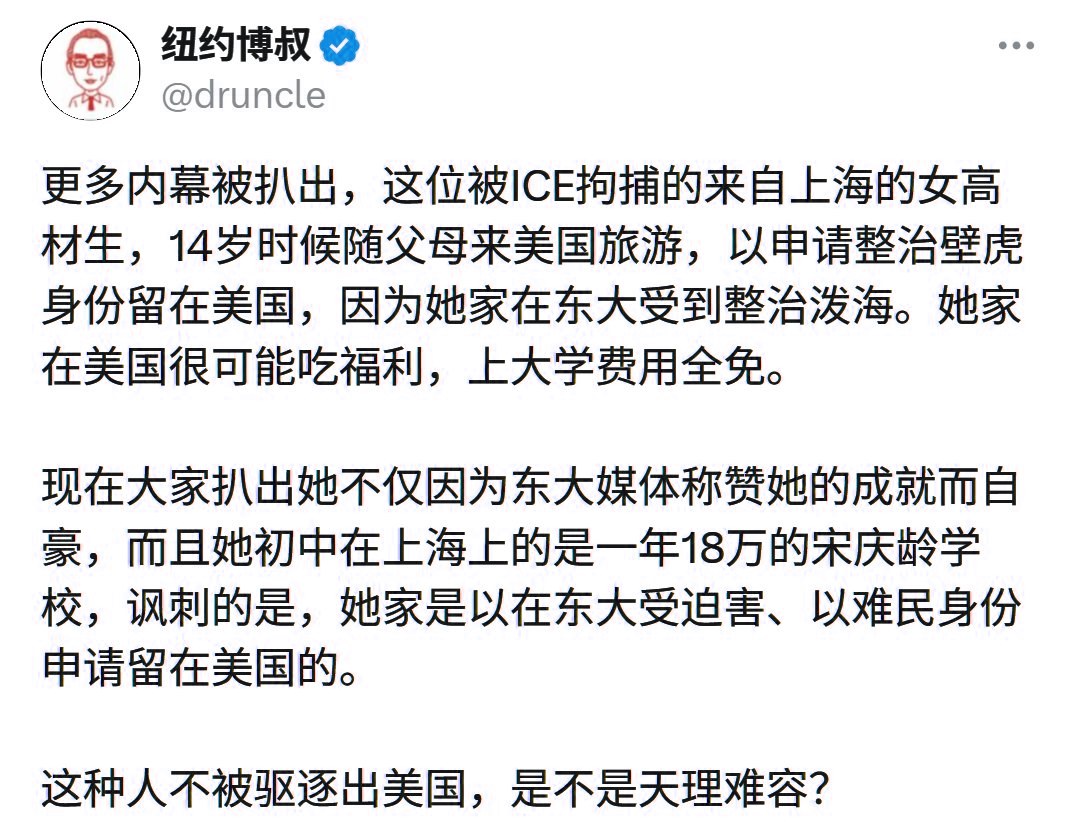 纽约博叔
@druncle
更多内幕被扒出，这位被ICE拘捕的来自上海的女高
材生，14岁时候随父母来美国旅游，以申请整治壁虎
身份留在美国，因为她家在东大受到整治泼海。她家
在美国很可能吃福利，上大学费用全免。
现在大家扒出她不仅因为东大媒体称赞她的成就而自
豪，而且她初中在上海上的是一年18万的宋庆龄学
校，讽刺的是，她家是以在东大受迫害、以难民身份
申请留在美国的。
这种人不被驱逐出美国，是不是天理难容？